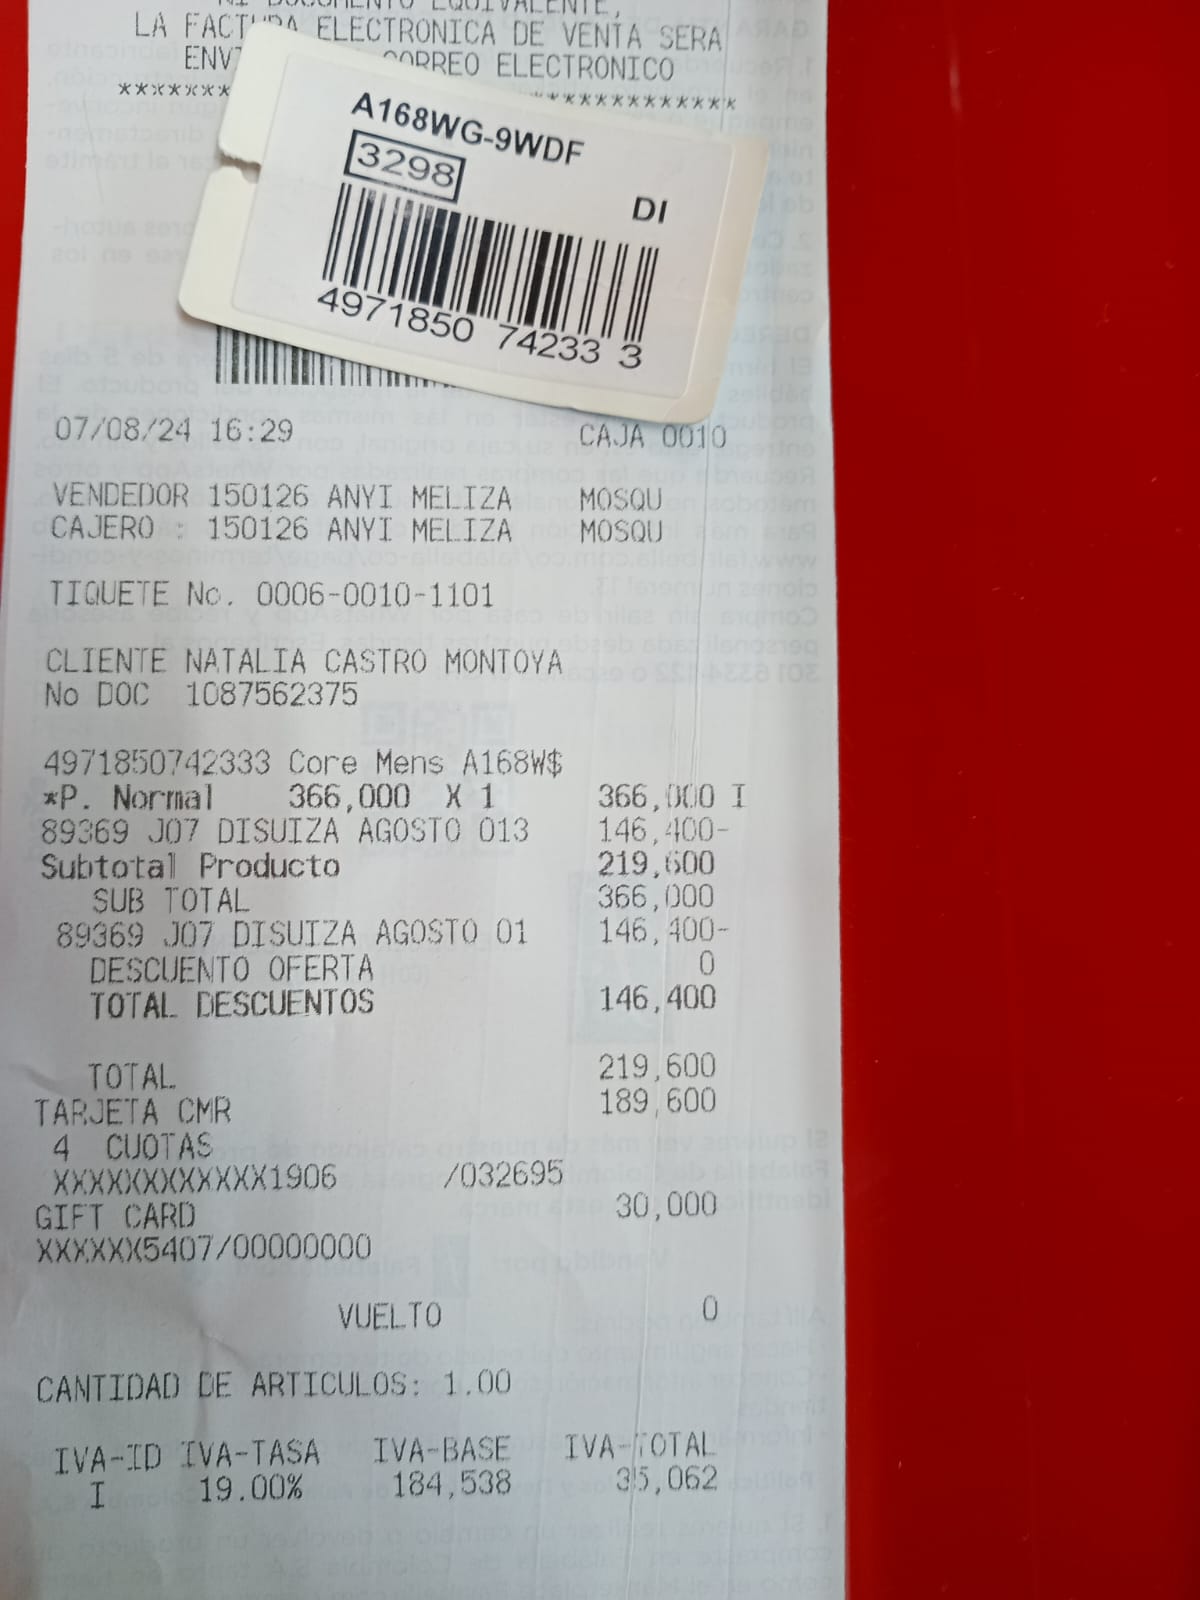 NI DOCUMENTO EQUIVALENTE,
LA FACTURA ELECTRONICA DE VENTA SERA
CORREO ELECTRONICO
A168WG-9WDF
3298
DI
4971850 74233 3
07/08/24 16:29 CAJA 0010
VENDEDOR 150126 ANYI MELIZA MOSQU
CAJERO : 150126 ANYI MELIZA MOSQU
TIQUETE No. 0006-0010-1101
CLIENTE NATALIA CASTRO MONTOYA
No DOC 1087562375
4971850742333 Core Mens A168W$
*P. Normal 366,000 X 1 366,000 I
89369 J07 DISUIZA AGOSTO 013 146,400-
Subtotal Producto 219,600
SUB TOTAL 366,000
89369 J07 DISUIZA AGOSTO 01 146,400-
DESCUENTO OFERTA 0
TOTAL DESCUENTOS 146,400
TOTAL 219,600
TARJETA CMR 189,600
4 CUOTAS
XXXXXXXXXXXX1906 /032695
GIFT CARD 30,000
XXXXXX5407/00000000
VUELTO 0
CANTIDAD DE ARTICULOS: 1.00
IVA-ID IVA-TASA IVA-BASE IVA-TOTAL
I 19.00% 184,538 35,062